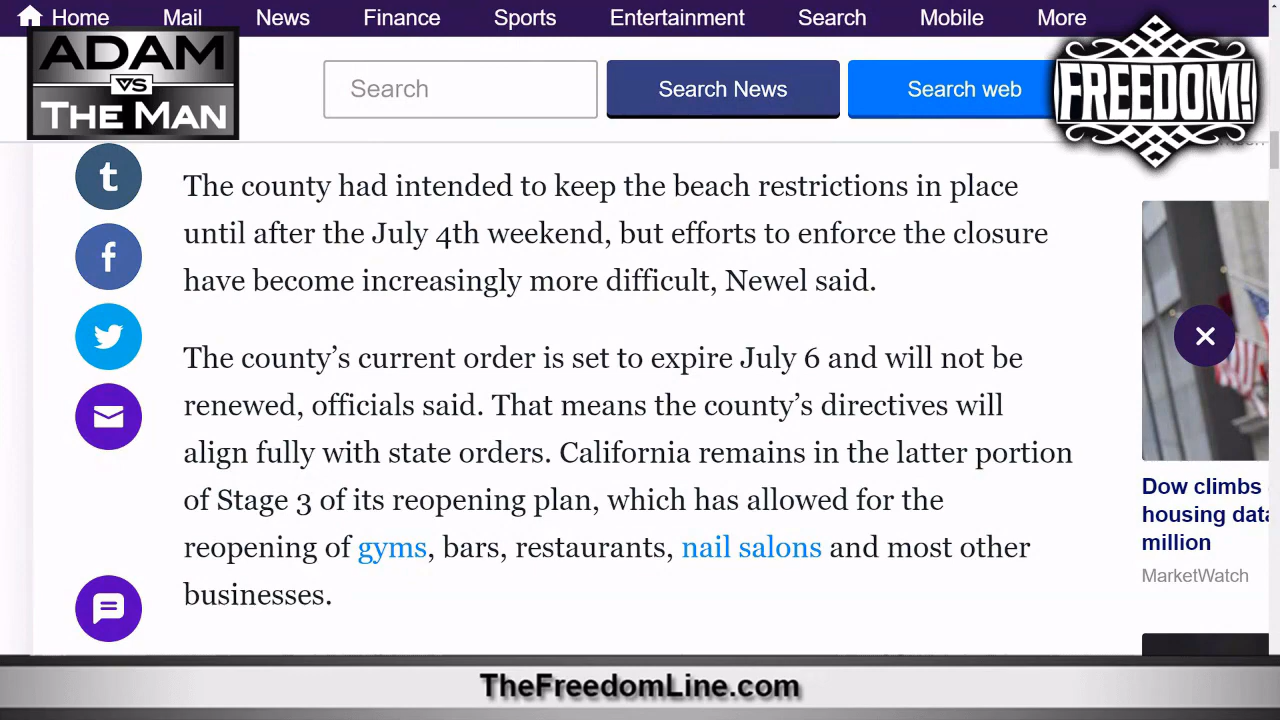 Home Mail News Finance Sports Entertainment Search Mobile More
ADAM
VS
THE MAN
Search
Search News
Search web
FREEDOM!
t
f
The county had intended to keep the beach restrictions in place
until after the July 4th weekend, but efforts to enforce the closure
have become increasingly more difficult, Newel said.
The county’s current order is set to expire July 6 and will not be
renewed, officials said. That means the county’s directives will
align fully with state orders. California remains in the latter portion
of Stage 3 of its reopening plan, which has allowed for the
reopening of gyms, bars, restaurants, nail salons and most other
businesses.
Dow climbs
housing data
million
MarketWatch
TheFreedomLine.com